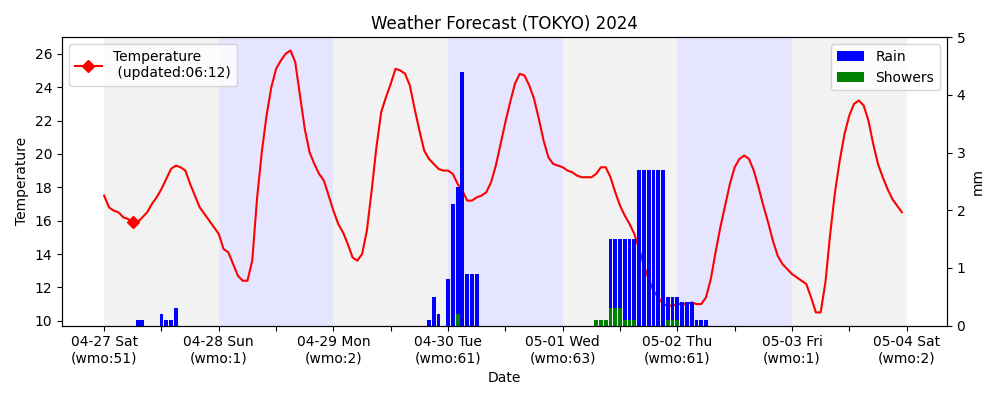 Weather Forecast (TOKYO) 2024
Temperature
(updated:06:12)
Rain
Showers
Temperature
26
24
22
20
18
16
14
12
10
5
4
3
2
1
0
mm
04-27 Sat
(wmo:51)
04-28 Sun
(wmo:1)
04-29 Mon
(wmo:2)
04-30 Tue
(wmo:61)
05-01 Wed
(wmo:63)
05-02 Thu
(wmo:61)
05-03 Fri
(wmo:1)
05-04 Sat
(wmo:2)
Date